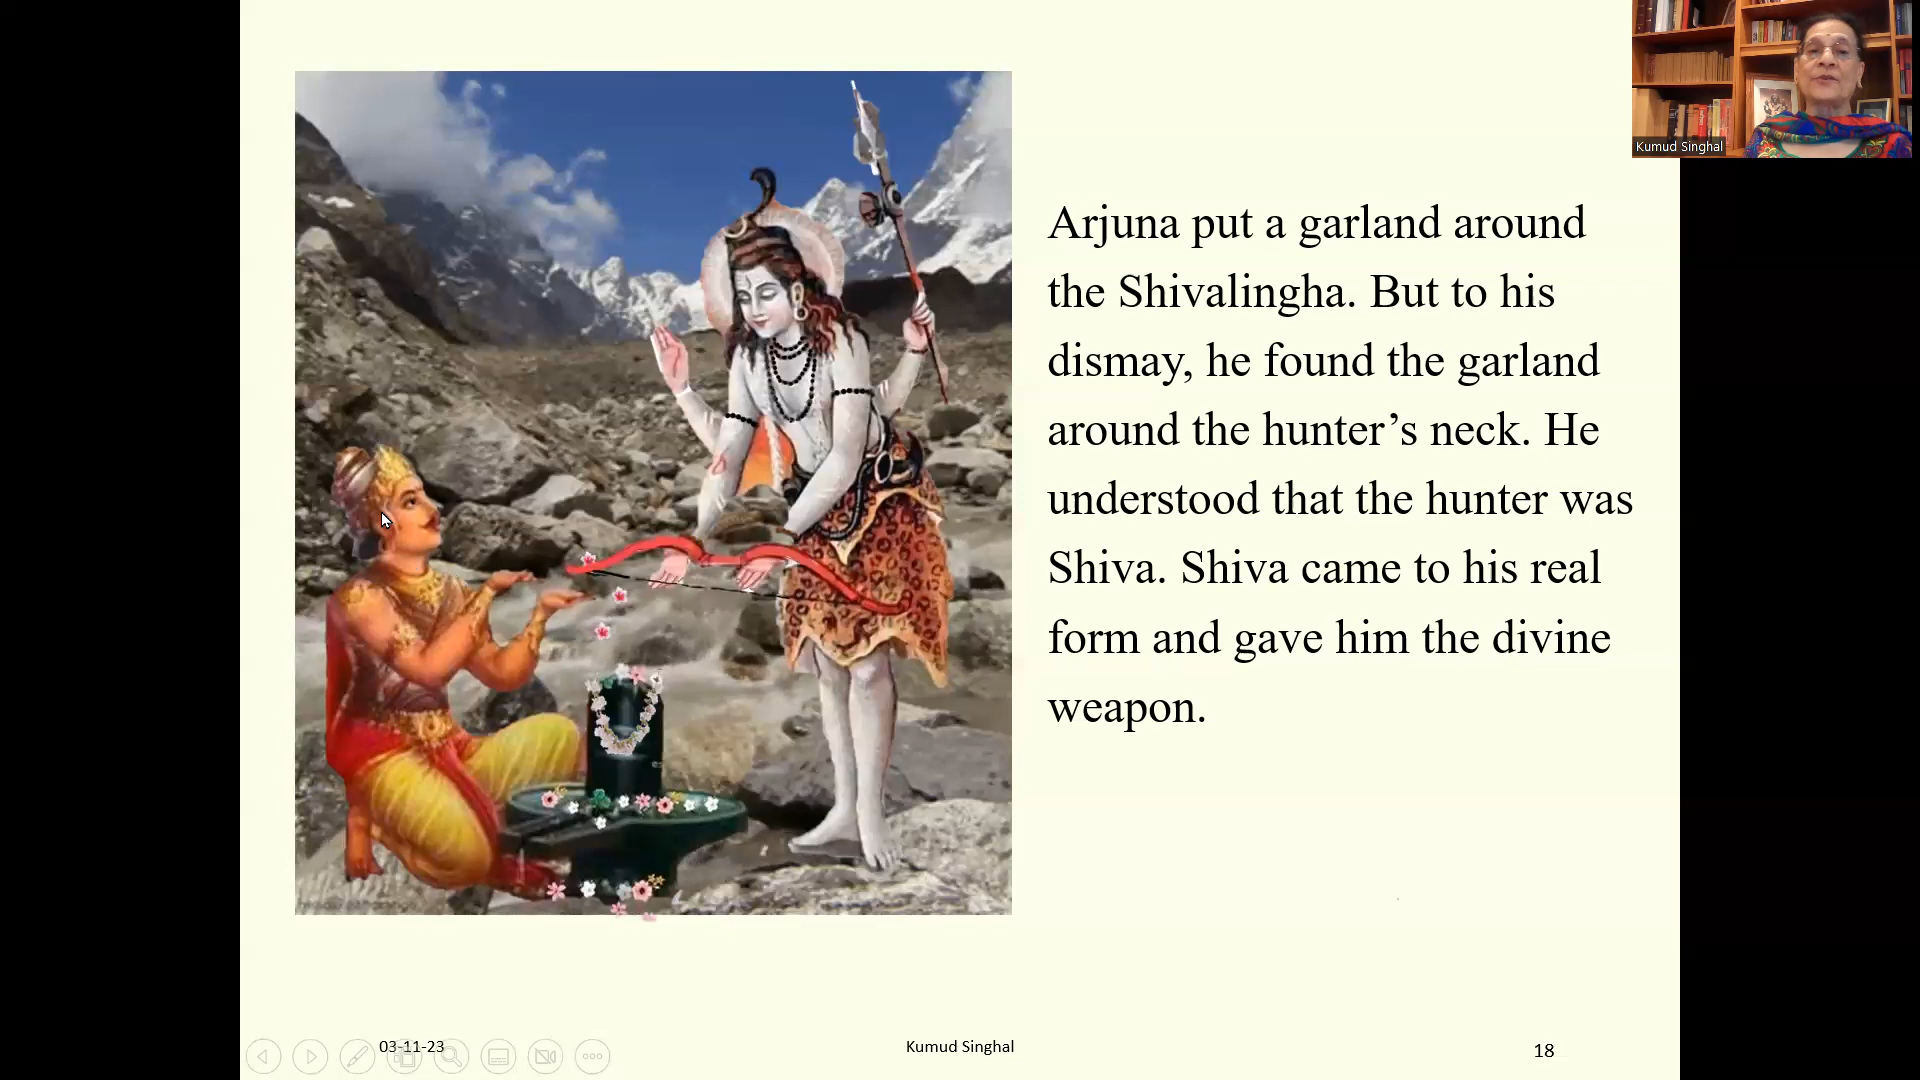 Kumud Singhal
Arjuna put a garland around
the Shivalingha. But to his
dismay, he found the garland
around the hunter’s neck. He
understood that the hunter was
Shiva. Shiva came to his real
form and gave him the divine
weapon.
03-11-23
Kumud Singhal
18